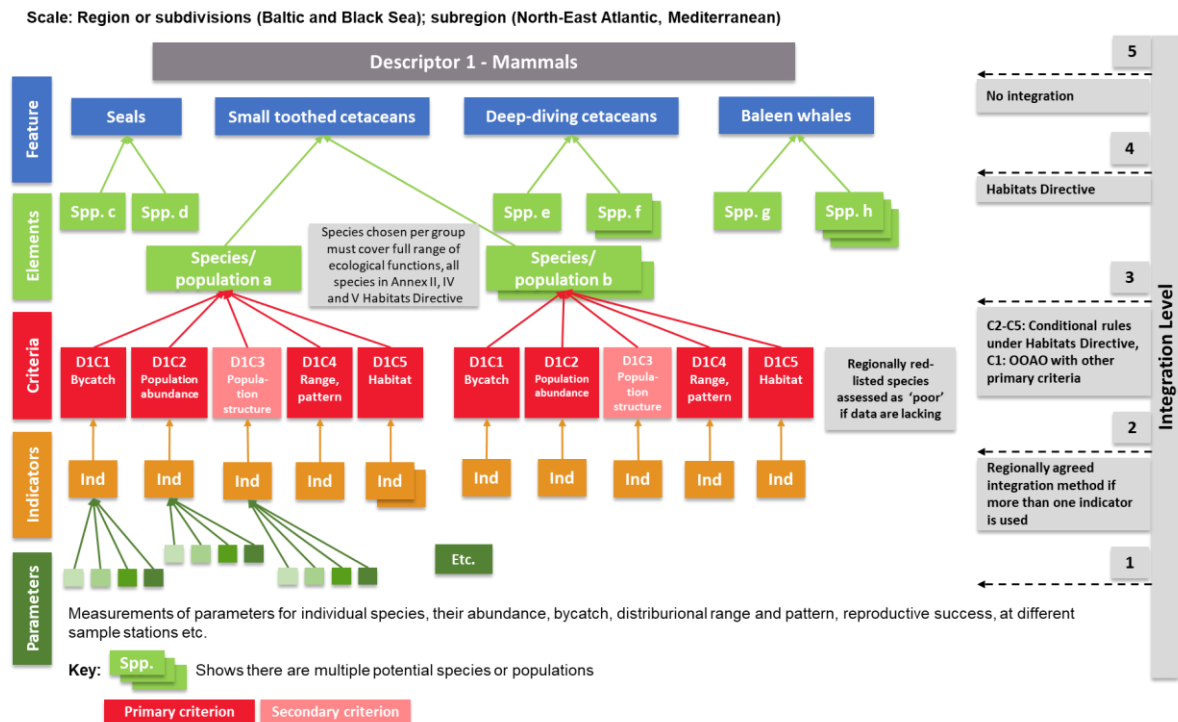 Scale: Region or subdivisions (Baltic and Black Sea); subregion (North-East Atlantic, Mediterranean)
Descriptor 1 - Mammals
5
No integration
Feature
Seals
Small toothed cetaceans
Deep-diving cetaceans
Baleen whales
4
Habitats Directive
Elements
Spp. c
Spp. d
Spp. e
Spp. f
Spp. g
Spp. h
Species/
population a
Species chosen per group
must cover full range of
ecological functions, all
species in Annex II, IV
and V Habitats Directive
Species/
population b
3
C2-C5: Conditional rules
under Habitats Directive,
C1: OOAO with other
primary criteria
Integration Level
Criteria
D1C1
Bycatch
D1C2
Population
abundance
D1C3
Popula-
tion
structure
D1C4
Range,
pattern
D1C5
Habitat
D1C1
Bycatch
D1C2
Population
abundance
D1C3
Popula-
tion
structure
D1C4
Range,
pattern
D1C5
Habitat
Regionally red-
listed species
assessed as 'poor'
if data are lacking
2
Regionally agreed
integration method if
more than one indicator
is used
Indicators
Ind
Ind
Ind
Ind
Ind
Ind
Ind
Ind
Ind
Ind
Parameters
Etc.
1
Measurements of parameters for individual species, their abundance, bycatch, distriburional range and pattern, reproductive success, at different
sample stations etc.
Key:
Spp.
Shows there are multiple potential species or populations
Primary criterion
Secondary criterion